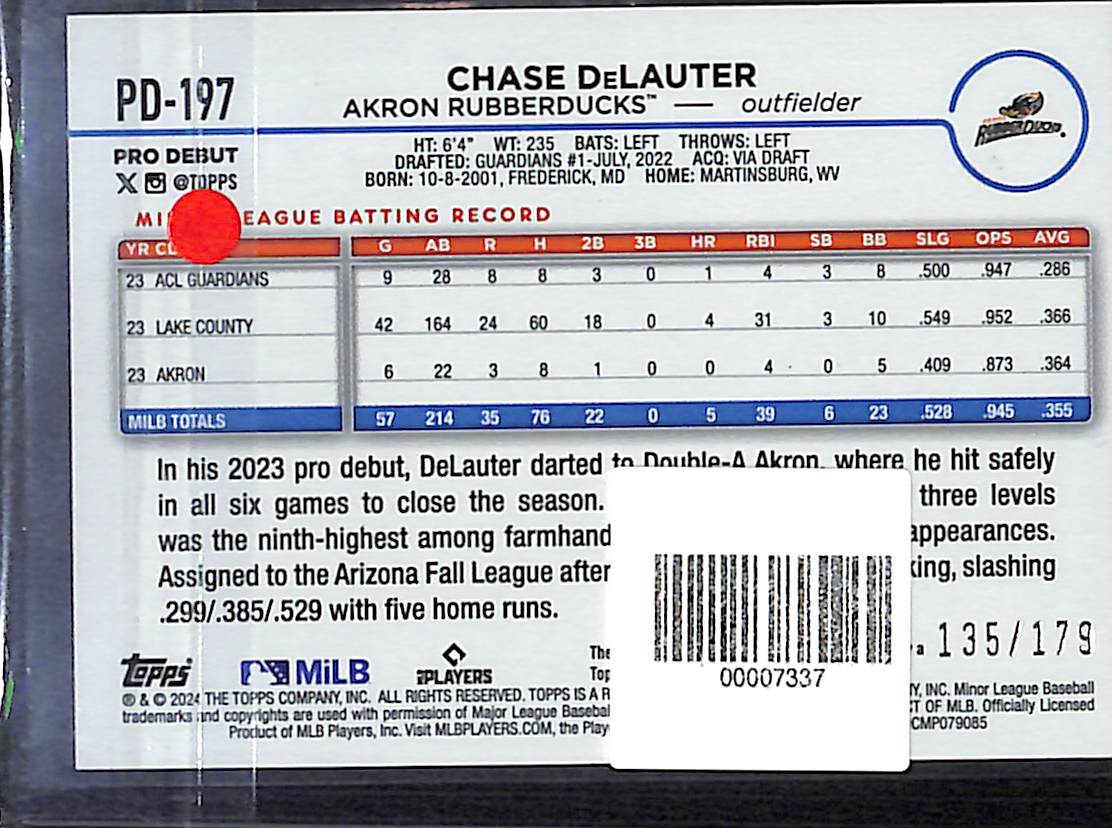 PD-197
CHASE DeLAUTER
AKRON RUBBERDUCKS™ — outfielder
RUBBERDUCKS
PRO DEBUT
X @TOPPS
HT: 6'4" WT: 235 BATS: LEFT THROWS: LEFT
DRAFTED: GUARDIANS #1-JULY, 2022 ACQ: VIA DRAFT
BORN: 10-8-2001, FREDERICK, MD HOME: MARTINSBURG, WV
LEAGUE BATTING RECORD
YR G AB R H 2B 3B HR RBI SB BB SLG OPS AVG
23 ACL GUARDIANS 9 28 8 8 3 0 1 4 3 8 .500 .947 .286
23 LAKE COUNTY 42 164 24 60 18 0 4 31 3 10 .549 .952 .366
23 AKRON 6 22 3 8 1 0 0 4 0 5 .409 .873 .364
MILB TOTALS 57 214 35 76 22 0 5 39 6 23 .528 .945 .355
In his 2023 pro debut, DeLauter darted to Double-A Akron, where he hit safely
in all six games to close the season. three levels
was the ninth-highest among farmhand appearances.
Assigned to the Arizona Fall League after slashing
.299/.385/.529 with five home runs.
135/179
00007337
Topps MiLB PLAYERS The
Top
® & © 2024 THE TOPPS COMPANY, INC. ALL RIGHTS RESERVED. TOPPS IS A R Y, INC. Minor League Baseball
trademarks and copyrights are used with permission of Major League Basebal T OF MLB. Officially Licensed
Product of MLB Players, Inc. Visit MLBPLAYERS.COM, the Play CMP079085